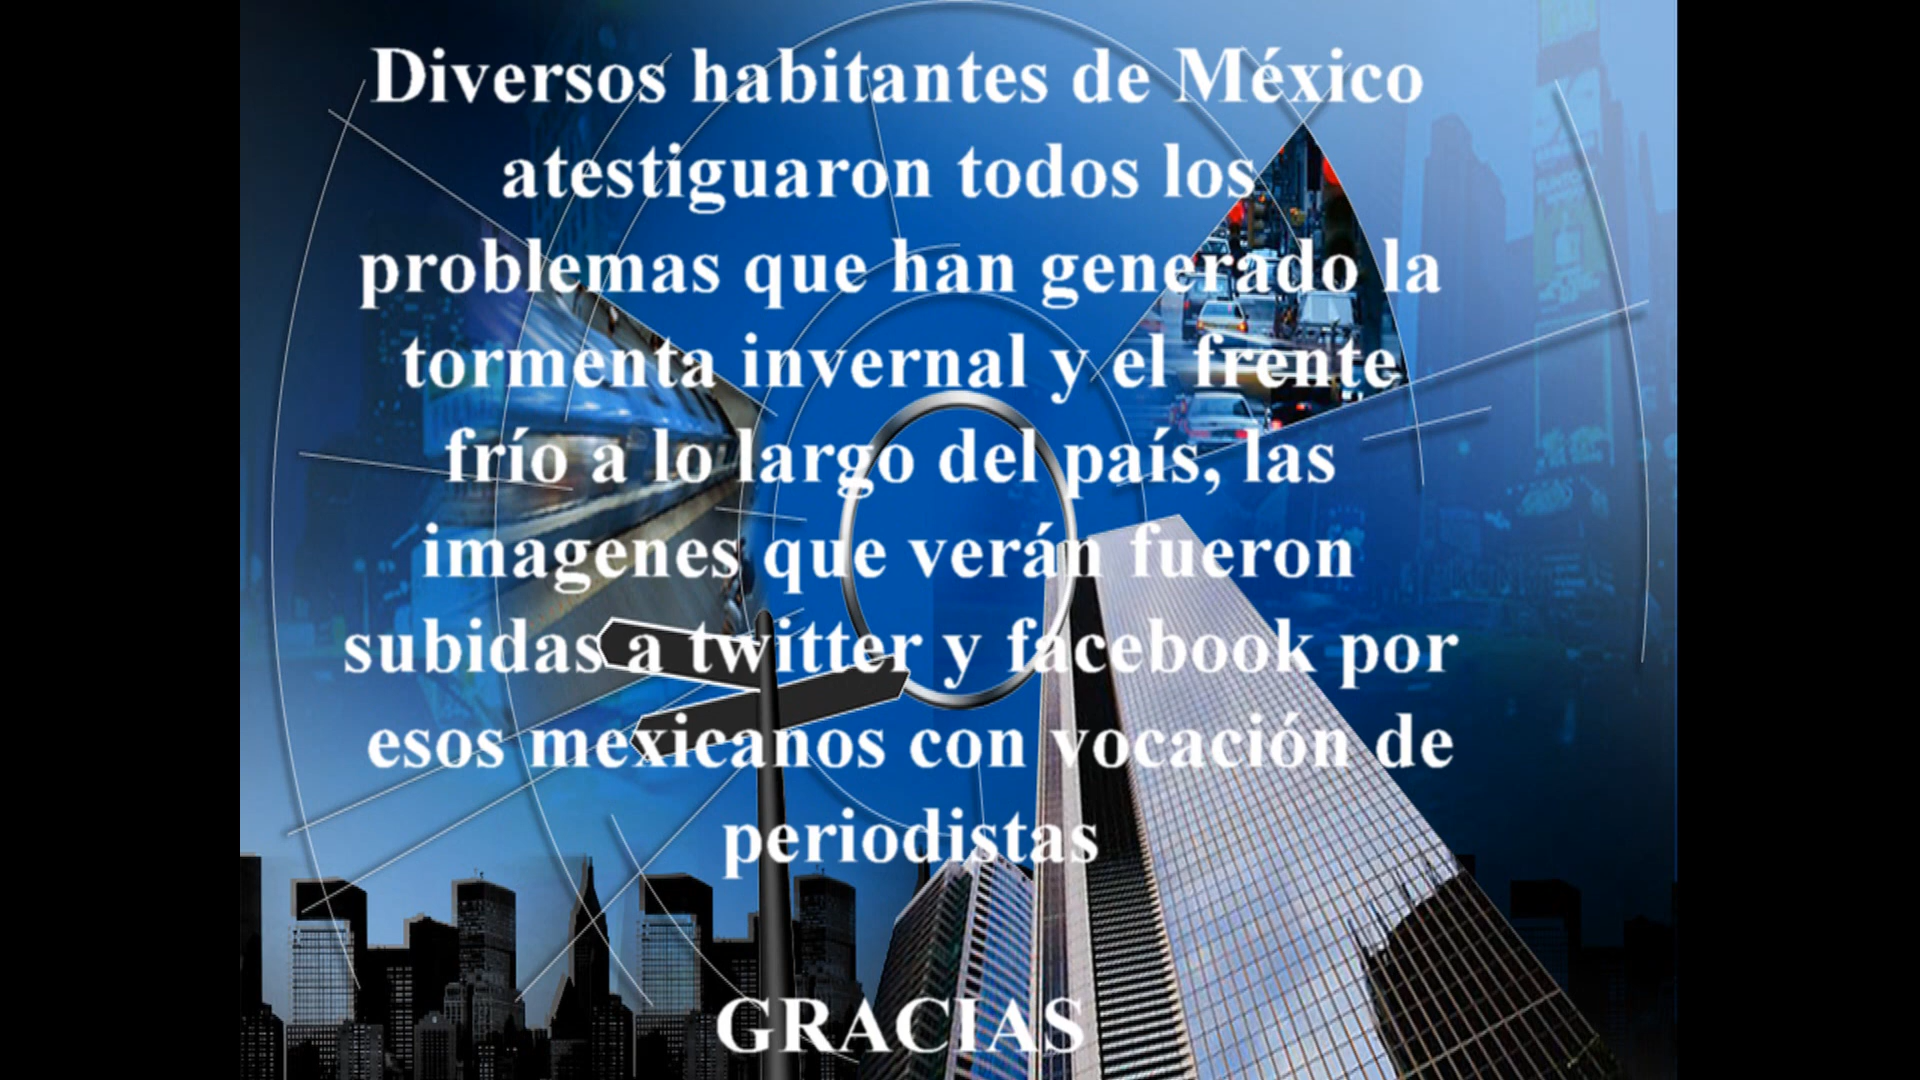 Diversos habitantes de México
atestiguaron todos los
problemas que han generado la
tormenta invernal y el frente
frío a lo largo del país, las
imagenes que verán fueron
subidas a twitter y facebook por
esos mexicanos con vocación de
periodistas
GRACIAS